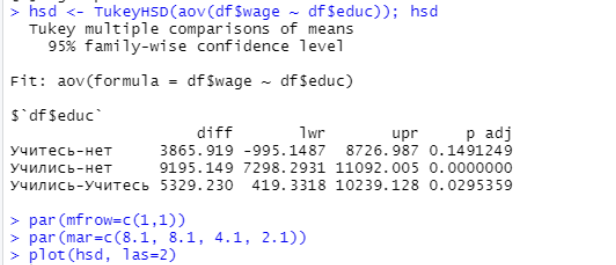 > hsd <- TukeyHSD(aov(df$wage ~ df$educ)); hsd
  Tukey multiple comparisons of means
    95% family-wise confidence level

Fit: aov(formula = df$wage ~ df$educ)

$`df$educ`
                     diff       lwr       upr     p adj
Учитесь-нет      3865.919 -995.1487  8726.987 0.1491249
Учились-нет      9195.149 7298.2931 11092.005 0.0000000
Учились-Учитесь 5329.230  419.3318 10239.128 0.0295359

> par(mfrow=c(1,1))
> par(mar=c(8.1, 8.1, 4.1, 2.1))
> plot(hsd, las=2)